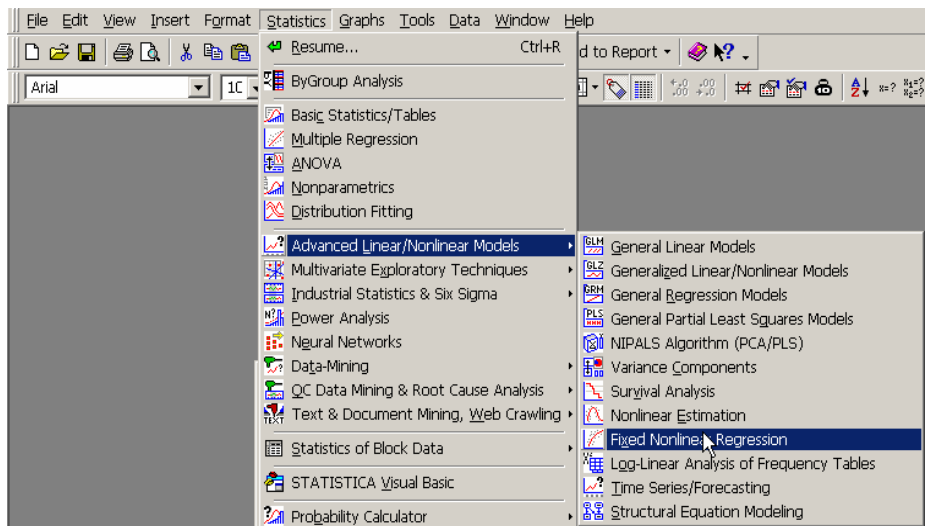 File Edit View Insert Format Statistics Graphs Tools Data Window Help
Resume... Ctrl+R
d to Report
Arial
ByGroup Analysis
Basic Statistics/Tables
Multiple Regression
ANOVA
Nonparametrics
Distribution Fitting
Advanced Linear/Nonlinear Models
Multivariate Exploratory Techniques
Industrial Statistics & Six Sigma
Power Analysis
Neural Networks
Data-Mining
QC Data Mining & Root Cause Analysis
Text & Document Mining, Web Crawling
Statistics of Block Data
STATISTICA Visual Basic
Probability Calculator
General Linear Models
Generalized Linear/Nonlinear Models
General Regression Models
General Partial Least Squares Models
NIPALS Algorithm (PCA/PLS)
Variance Components
Survival Analysis
Nonlinear Estimation
Fixed Nonlinear Regression
Log-Linear Analysis of Frequency Tables
Time Series/Forecasting
Structural Equation Modeling